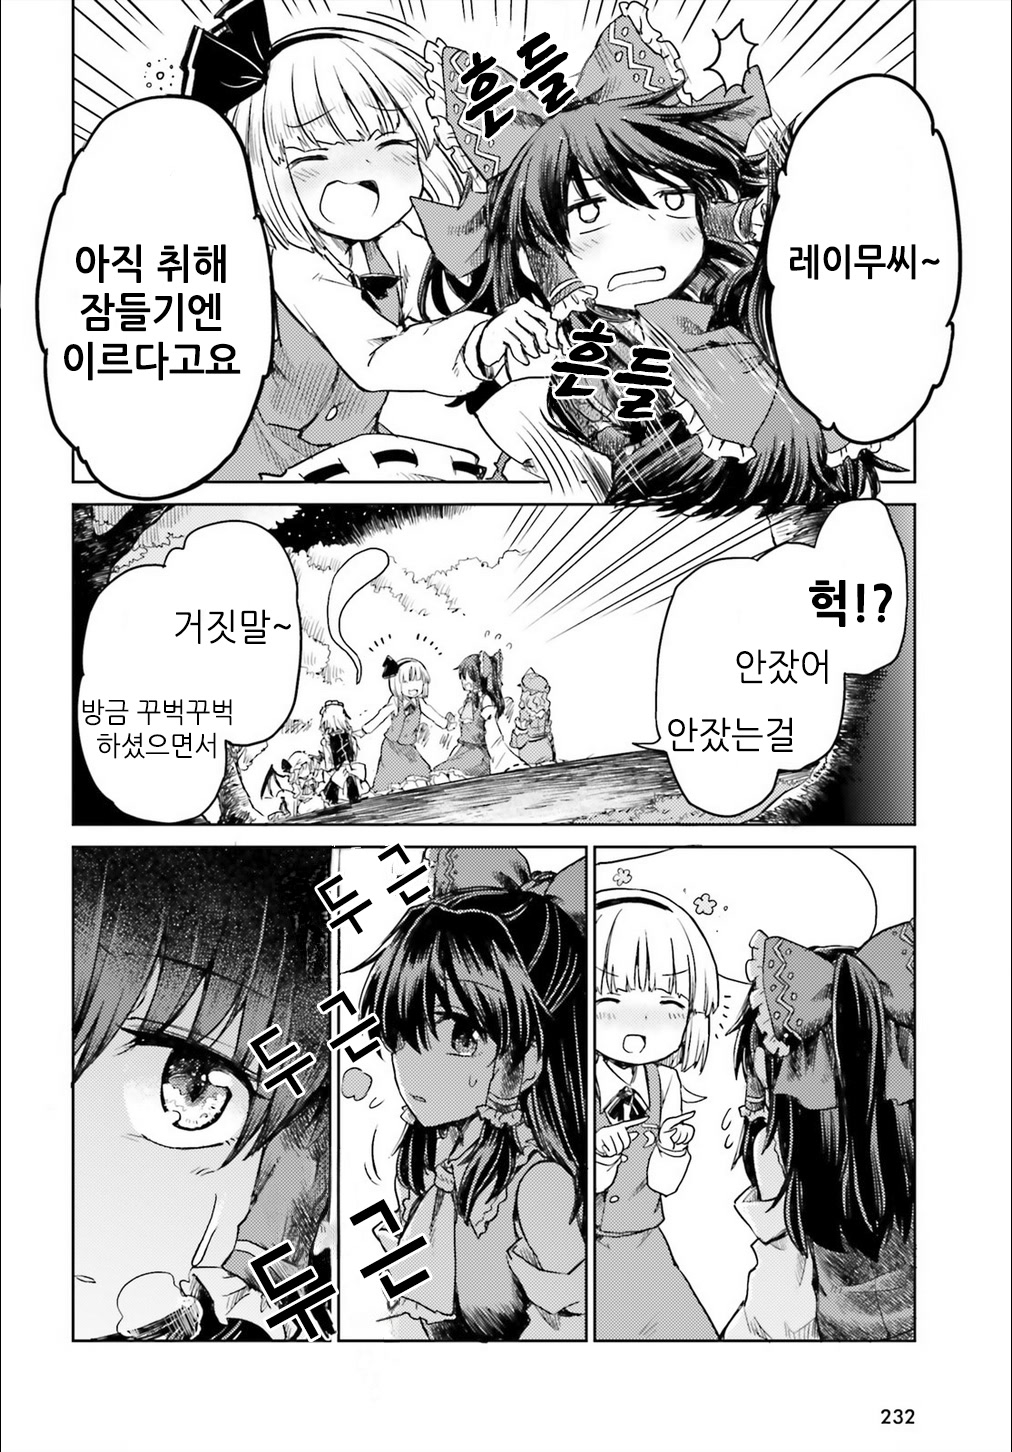 레이무씨~
흔들
흔들
아직 취해
잠들기엔
이르다고요
헉!?
안잤어
안잤는걸
거짓말~
방금 꾸벅꾸벅
하셨으면서
두근
두근
두근
232